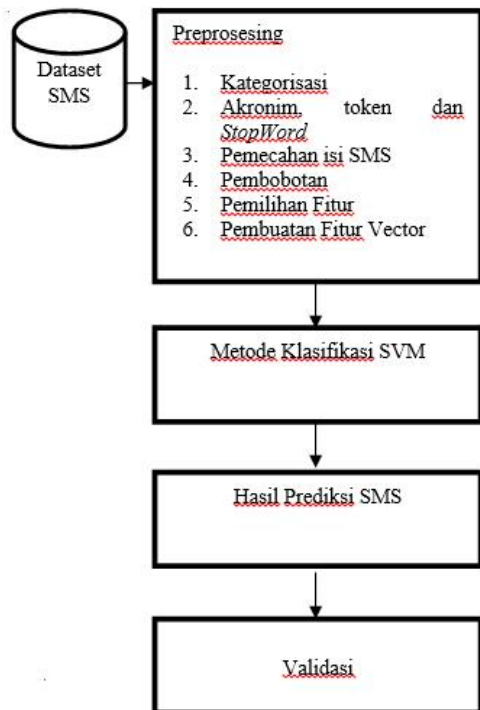 Dataset
SMS
Preprosesing
1. Kategorisasi
2. Akronim, token dan
StopWord
3. Pemecahan isi SMS
4. Pembobotan
5. Pemilihan Fitur
6. Pembuatan Fitur Vector
Metode Klasifikasi SVM
Hasil Prediksi SMS
Validasi